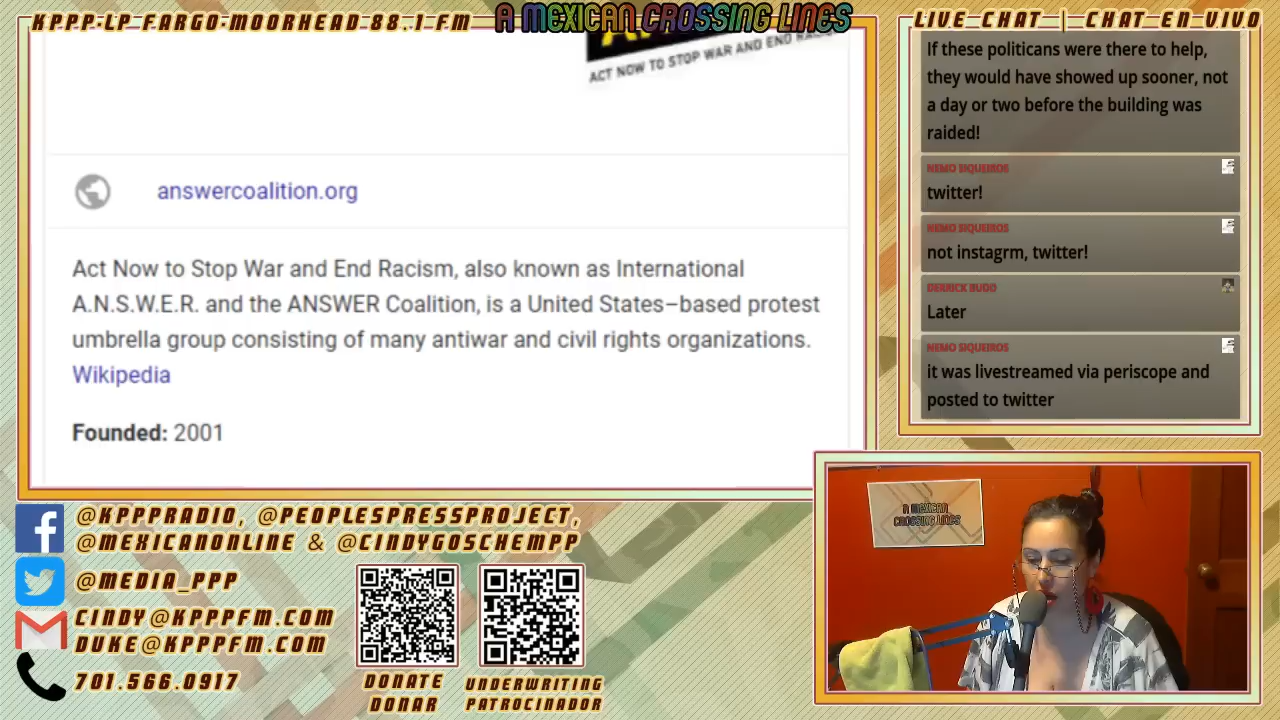 KPPP-LP FARGO-MOORHEAD 88.1 FM
A MEXICAN CROSSING LINES
LIVE CHAT | CHAT EN VIVO
ACT NOW TO STOP WAR AND END
answercoalition.org
Act Now to Stop War and End Racism, also known as International
A.N.S.W.E.R. and the ANSWER Coalition, is a United States–based protest
umbrella group consisting of many antiwar and civil rights organizations.
Wikipedia
Founded: 2001
If these politicans were there to help,
they would have showed up sooner, not
a day or two before the building was
raided!
NEMO SIQUEIROS
twitter!
NEMO SIQUEIROS
not instagrm, twitter!
DERRICK BUDO
Later
NEMO SIQUEIROS
it was livestreamed via periscope and
posted to twitter
A MEXICAN
CROSSING LINES
@KPPPRADIO, @PEOPLESPRESSPROJECT,
@MEXICANONLINE & @CINDYGOSCHEMPP
@MEDIA_PPP
CINDY@KPPPFM.COM
DUKE@KPPPFM.COM
701.566.0917
DONATE
DONAR
UNDERWRITING
PATROCINADOR